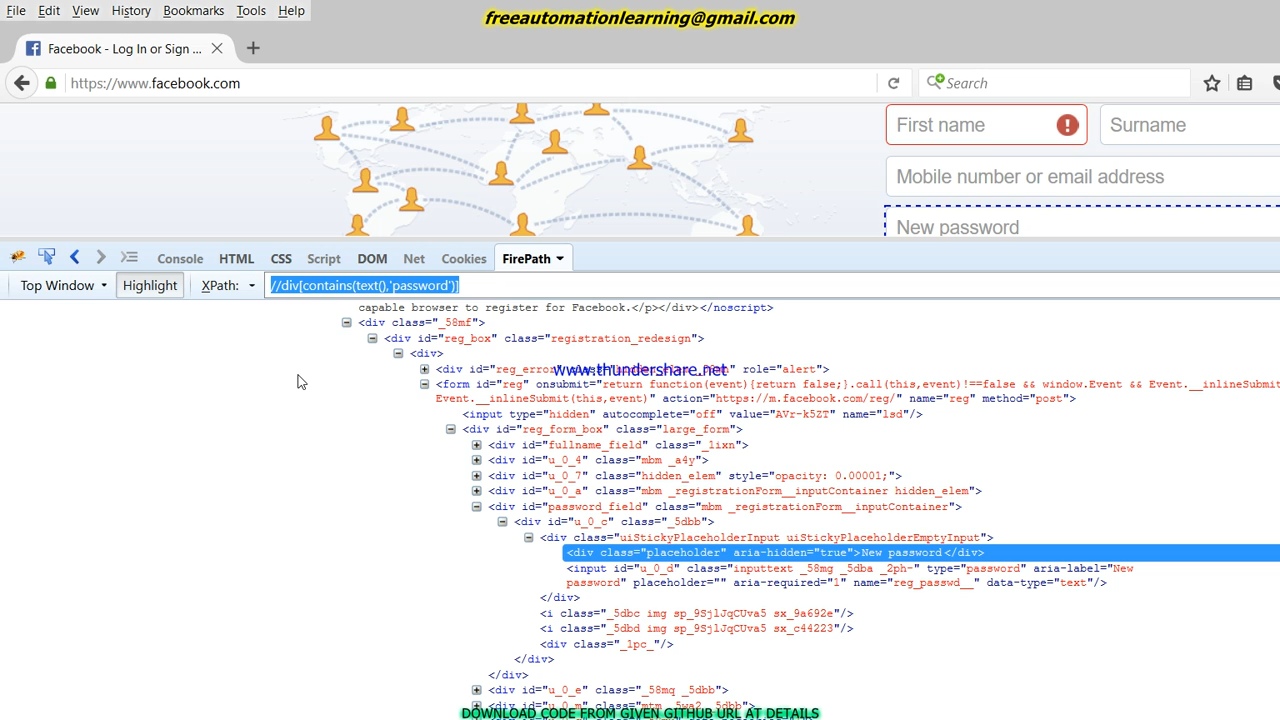 File Edit View History Bookmarks Tools Help
freeautomationlearning@gmail.com
Facebook - Log In or Sign ...
https://www.facebook.com
Search
First name
Surname
Mobile number or email address
New password
Console HTML CSS Script DOM Net Cookies FirePath
Top Window Highlight XPath: //div[contains(text(),'password')]
capable browser to register for Facebook.</p></div></noscript>
<div class="_58mf">
<div id="reg_box" class="registration_redesign">
<div>
<div id="reg_error" role="alert">
www.thundershare.net
<form id="reg" onsubmit="return function(event){return false;}.call(this,event)!==false && window.Event && Event.__inlineSubmit
Event.__inlineSubmit(this,event)" action="https://m.facebook.com/reg/" name="reg" method="post">
<input type="hidden" autocomplete="off" value="AVr-k5ZT" name="lsd"/>
<div id="reg_form_box" class="large_form">
<div id="fullname_field" class="_1ixn">
<div id="u_0_4" class="mbm _a4y">
<div id="u_0_7" class="hidden_elem" style="opacity: 0.00001;">
<div id="u_0_a" class="mbm _registrationForm__inputContainer hidden_elem">
<div id="password_field" class="mbm _registrationForm__inputContainer">
<div id="u_0_c" class="_5dbb">
<div class="uiStickyPlaceholderInput uiStickyPlaceholderEmptyInput">
<div class="placeholder" aria-hidden="true">New password</div>
<input id="u_0_d" class="inputtext _58mg _5dba _2ph-" type="password" aria-label="New
password" placeholder="" aria-required="1" name="reg_passwd__" data-type="text"/>
</div>
<i class="_5dbc img sp_9SjlJqCUva5 sx_9a692e"/>
<i class="_5dbd img sp_9SjlJqCUva5 sx_c44223"/>
<div class="_1pc_"/>
</div>
</div>
<div id="u_0_e" class="_58mq _5dbb">
<div id="u_0_m" class="mtm _5wa2 _5dbb">
DOWNLOAD CODE FROM GIVEN GITHUB URL AT DETAILS